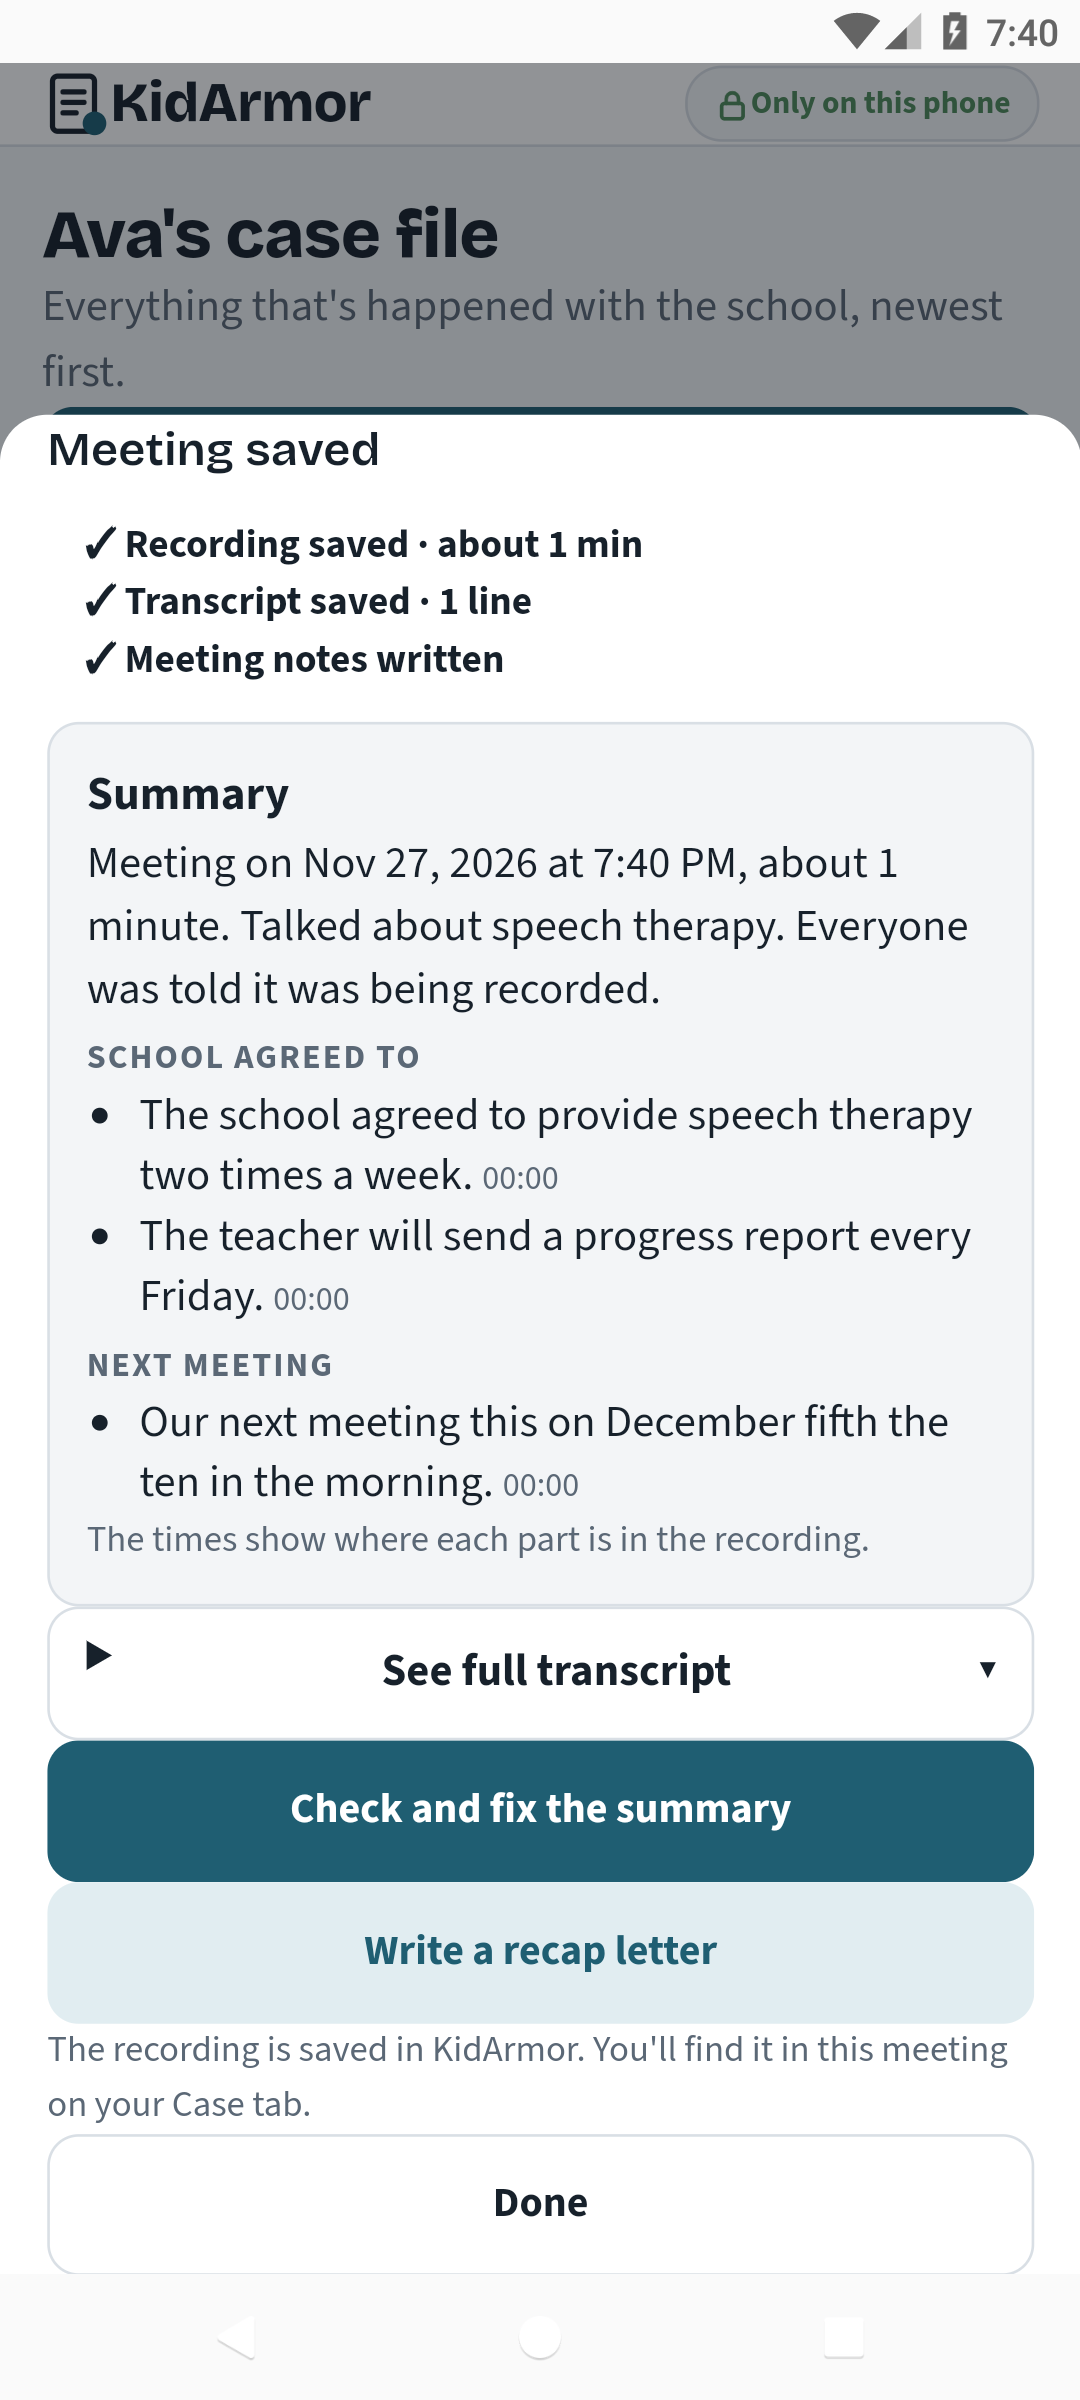 7:40
KidArmor
Only on this phone
Ava's case file
Everything that's happened with the school, newest
first.
Meeting saved
✓ Recording saved · about 1 min
✓ Transcript saved · 1 line
✓ Meeting notes written
Summary
Meeting on Nov 27, 2026 at 7:40 PM, about 1
minute. Talked about speech therapy. Everyone
was told it was being recorded.
SCHOOL AGREED TO
• The school agreed to provide speech therapy
two times a week. 00:00
• The teacher will send a progress report every
Friday. 00:00
NEXT MEETING
• Our next meeting this on December fifth the
ten in the morning. 00:00
The times show where each part is in the recording.
See full transcript
Check and fix the summary
Write a recap letter
The recording is saved in KidArmor. You'll find it in this meeting
on your Case tab.
Done